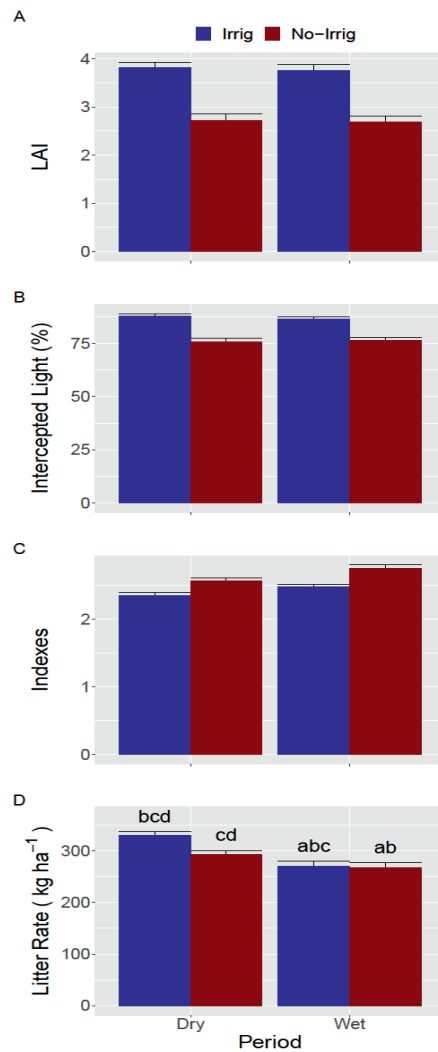 A
Irrig No-Irrig
4
3
2
1
0
LAI
B
75
50
25
0
Intercepted Light (%)
C
2
1
0
Indexes
D
bcd cd abc ab
300
200
100
0
Litter Rate ( kg ha⁻¹ )
Dry Wet
Period